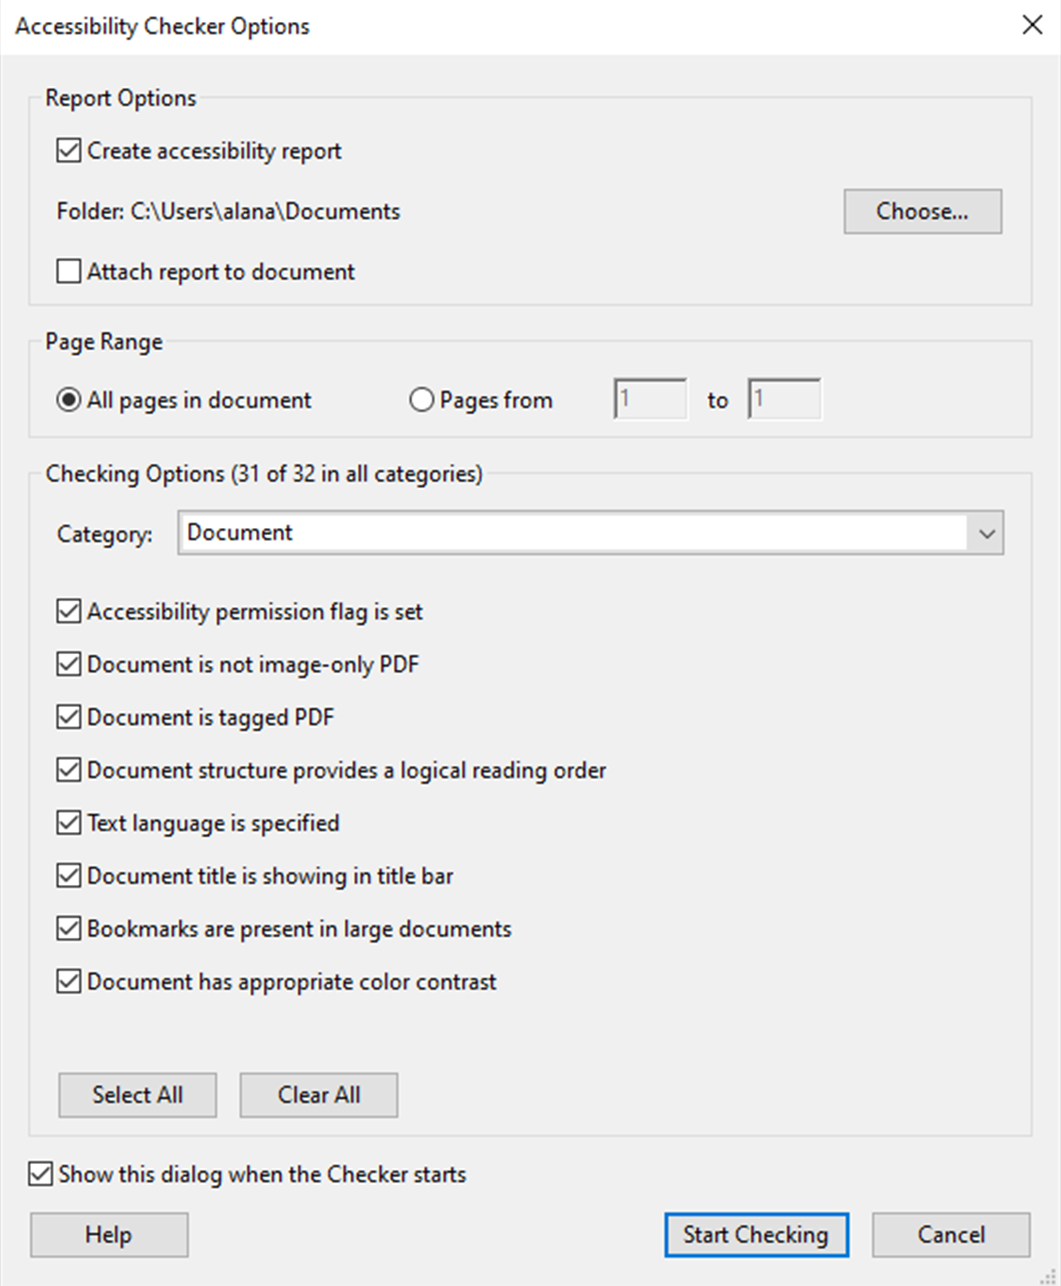 Accessibility Checker Options
Report Options
Create accessibility report
Folder: C:\Users\alana\Documents
Choose...
Attach report to document
Page Range
All pages in document Pages from 1 to 1
Checking Options (31 of 32 in all categories)
Category: Document
Accessibility permission flag is set
Document is not image-only PDF
Document is tagged PDF
Document structure provides a logical reading order
Text language is specified
Document title is showing in title bar
Bookmarks are present in large documents
Document has appropriate color contrast
Select All Clear All
Show this dialog when the Checker starts
Help Start Checking Cancel